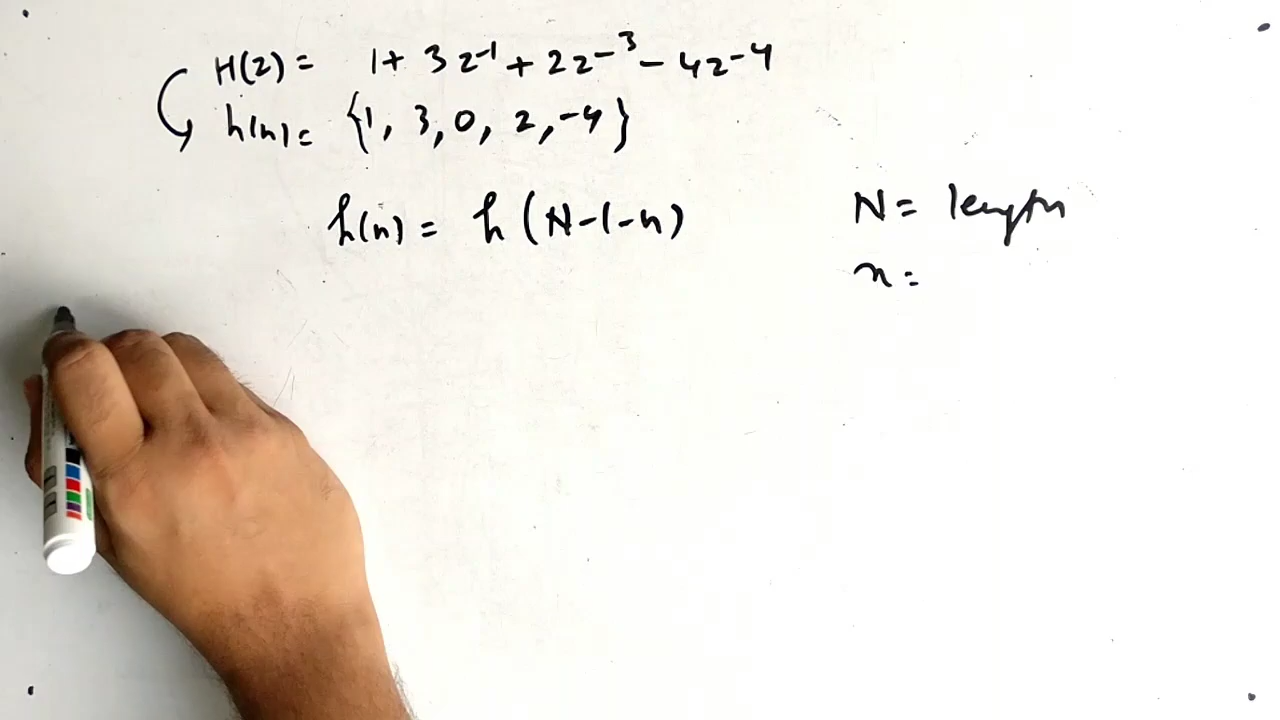 H(z) = 1 + 3z⁻¹ + 2z⁻³ - 4z⁻⁴
h(n) = {1, 3, 0, 2, -4}
h(n) = h(N-1-n)
N = length
n =